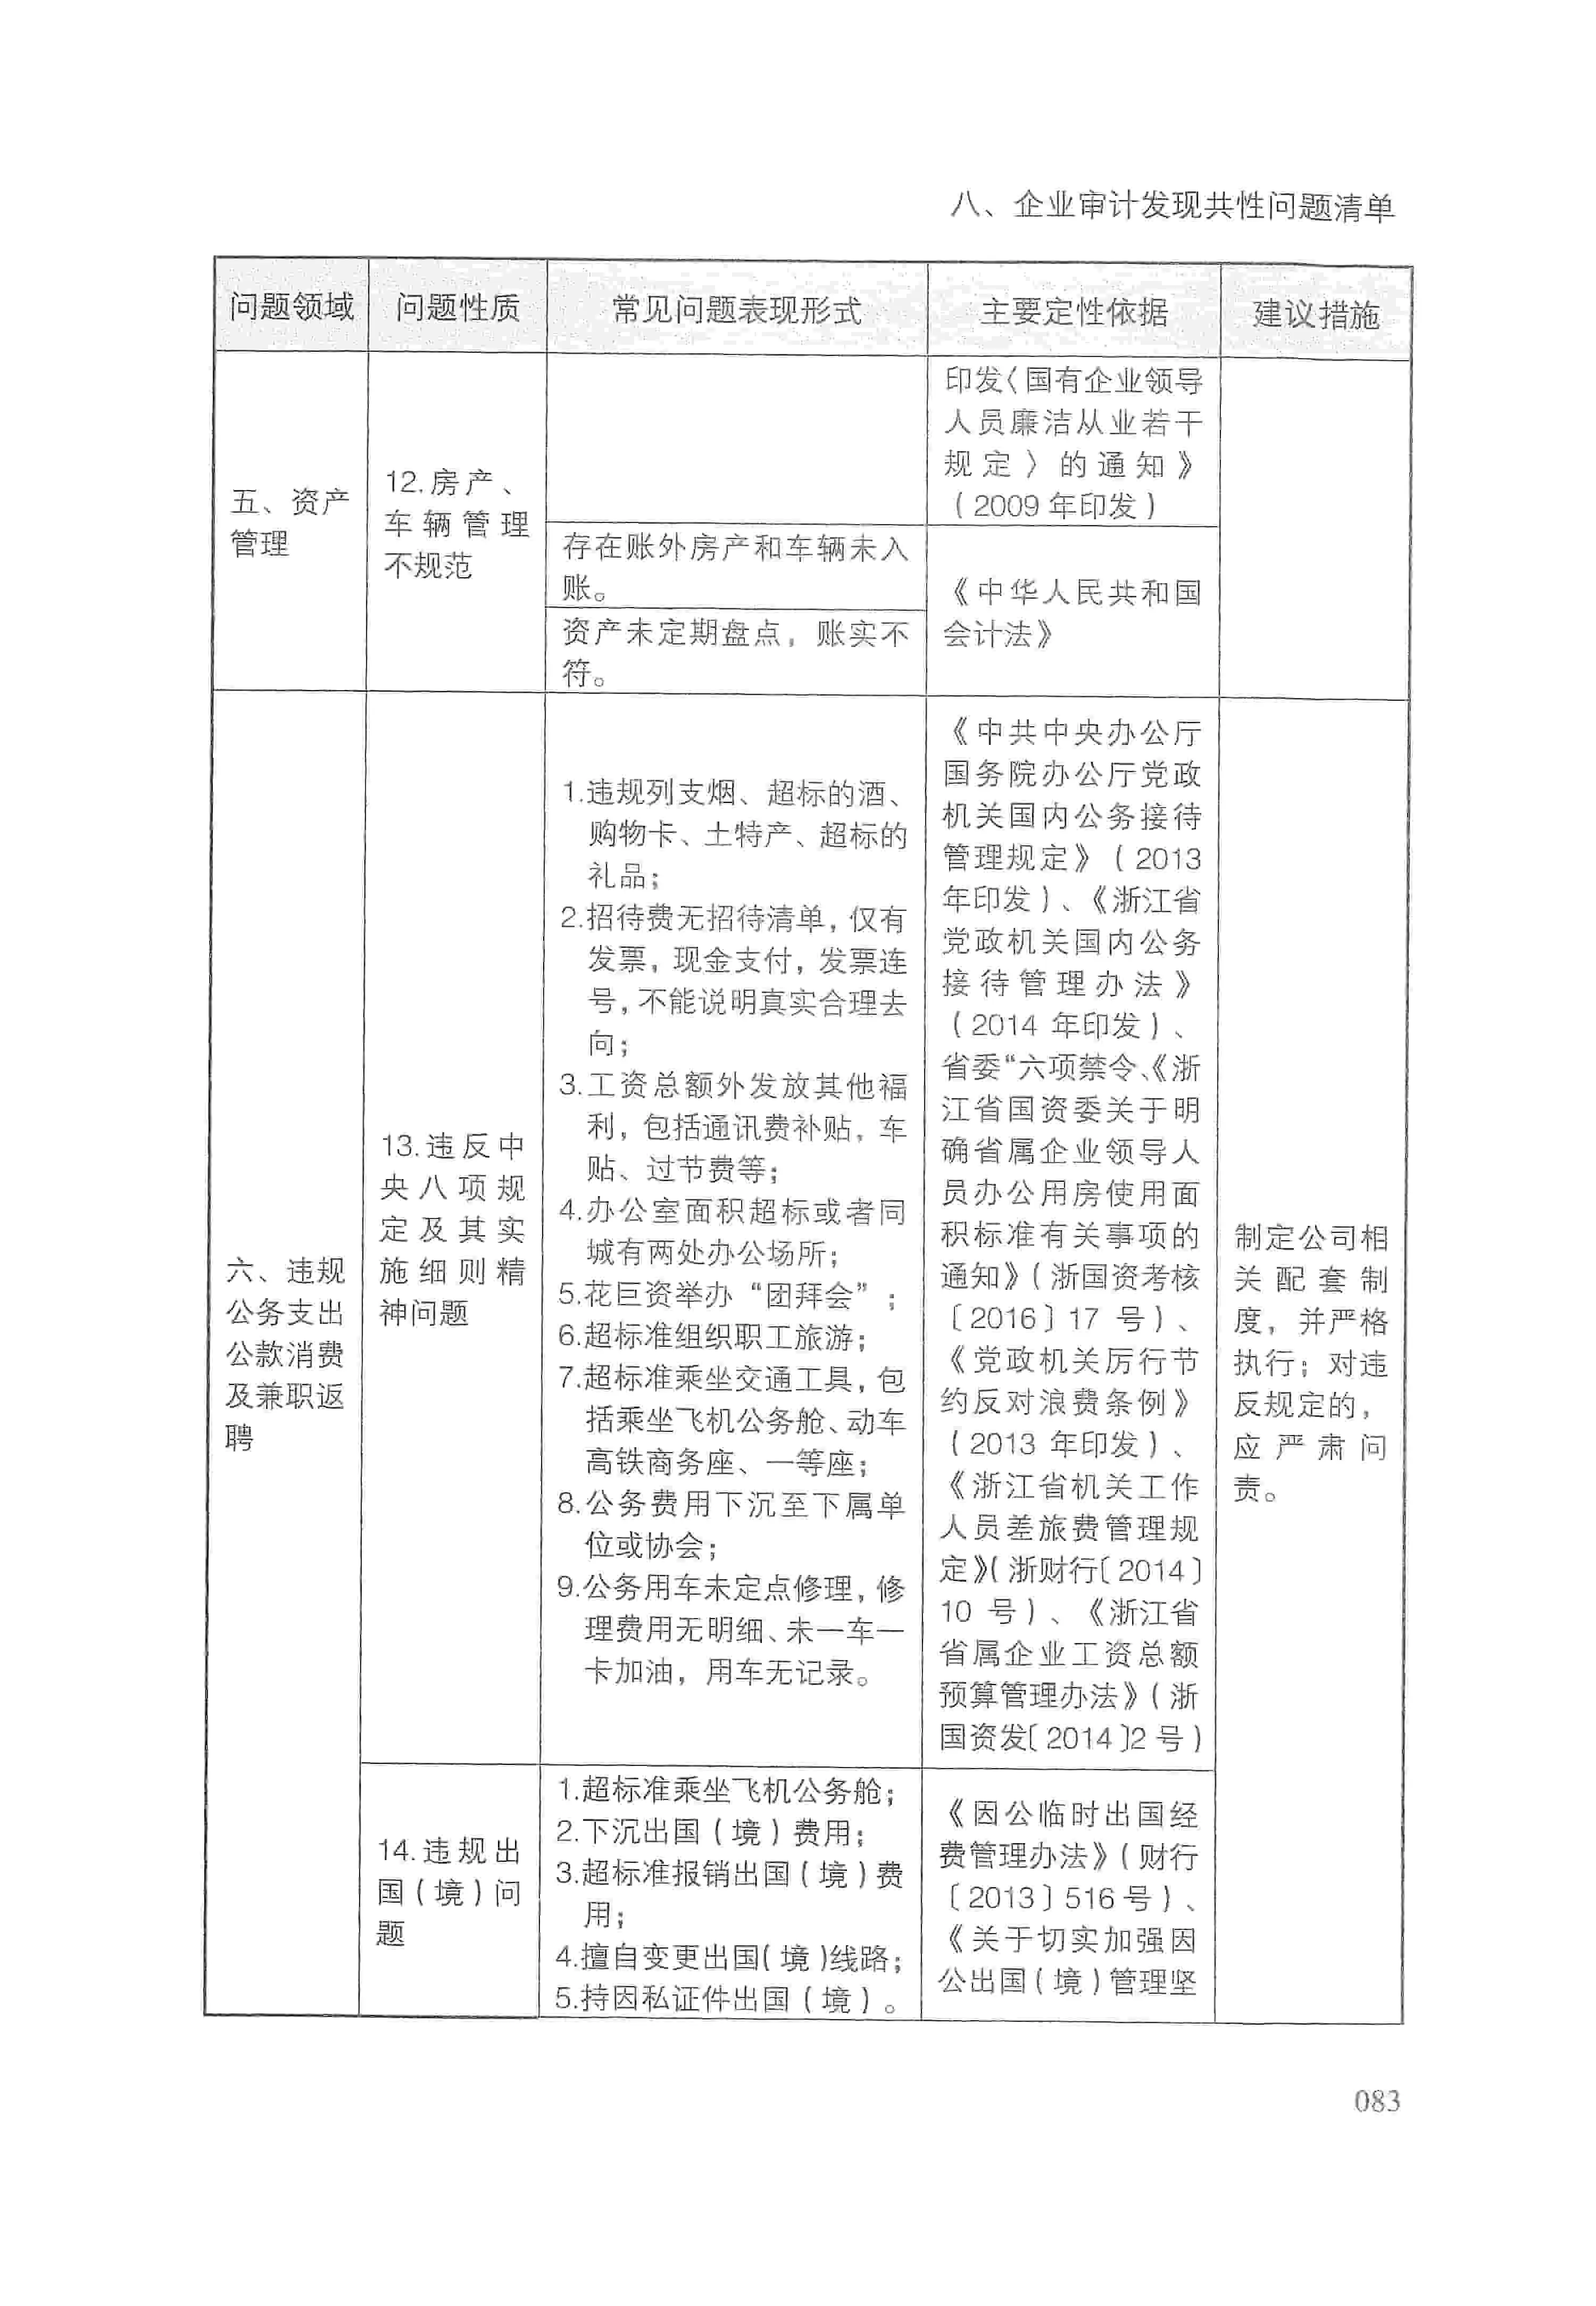 八、企业审计发现共性问题清单
问题领域
问题性质
常见问题表现形式
主要定性依据
建议措施
五、资产
管理
12.房产、
车辆管理
不规范
印发〈国有企业领导
人员廉洁从业若干
规定〉的通知》
（2009年印发）
存在账外房产和车辆未入
账。
资产未定期盘点，账实不
符。
《中华人民共和国
会计法》
六、违规
公务支出
公款消费
及兼职返
聘
13.违反中
央八项规
定及其实
施细则精
神问题
1.违规列支烟、超标的酒、
购物卡、土特产、超标的
礼品；
2.招待费无招待清单，仅有
发票，现金支付，发票连
号，不能说明真实合理去
向；
3.工资总额外发放其他福
利，包括通讯费补贴，车
贴、过节费等；
4.办公室面积超标或者同
城有两处办公场所；
5.花巨资举办“团拜会”；
6.超标准组织职工旅游；
7.超标准乘坐交通工具，包
括乘坐飞机公务舱、动车
高铁商务座、一等座；
8.公务费用下沉至下属单
位或协会；
9.公务用车未定点修理，修
理费用无明细、未一车一
卡加油，用车无记录。
《中共中央办公厅
国务院办公厅党政
机关国内公务接待
管理规定》（2013
年印发）、《浙江省
党政机关国内公务
接待管理办法》
（2014 年印发）、
省委“六项禁令、《浙
江省国资委关于明
确省属企业领导人
员办公用房使用面
积标准有关事项的
通知》（浙国资考核
〔2016〕17 号）、
《党政机关厉行节
约反对浪费条例》
（2013 年印发）、
《浙江省机关工作
人员差旅费管理规
定》（浙财行〔2014〕
10 号）、《浙江省
省属企业工资总额
预算管理办法》（浙
国资发〔2014〕2号）
制定公司相
关配套制
度，并严格
执行；对违
反规定的，
应严肃问
责。
14.违规出
国（境）问
题
1.超标准乘坐飞机公务舱；
2.下沉出国（境）费用；
3.超标准报销出国（境）费
用；
4.擅自变更出国（境）线路；
5.持因私证件出国（境）。
《因公临时出国经
费管理办法》（财行
〔2013〕516号）、
《关于切实加强因
公出国（境）管理坚
083